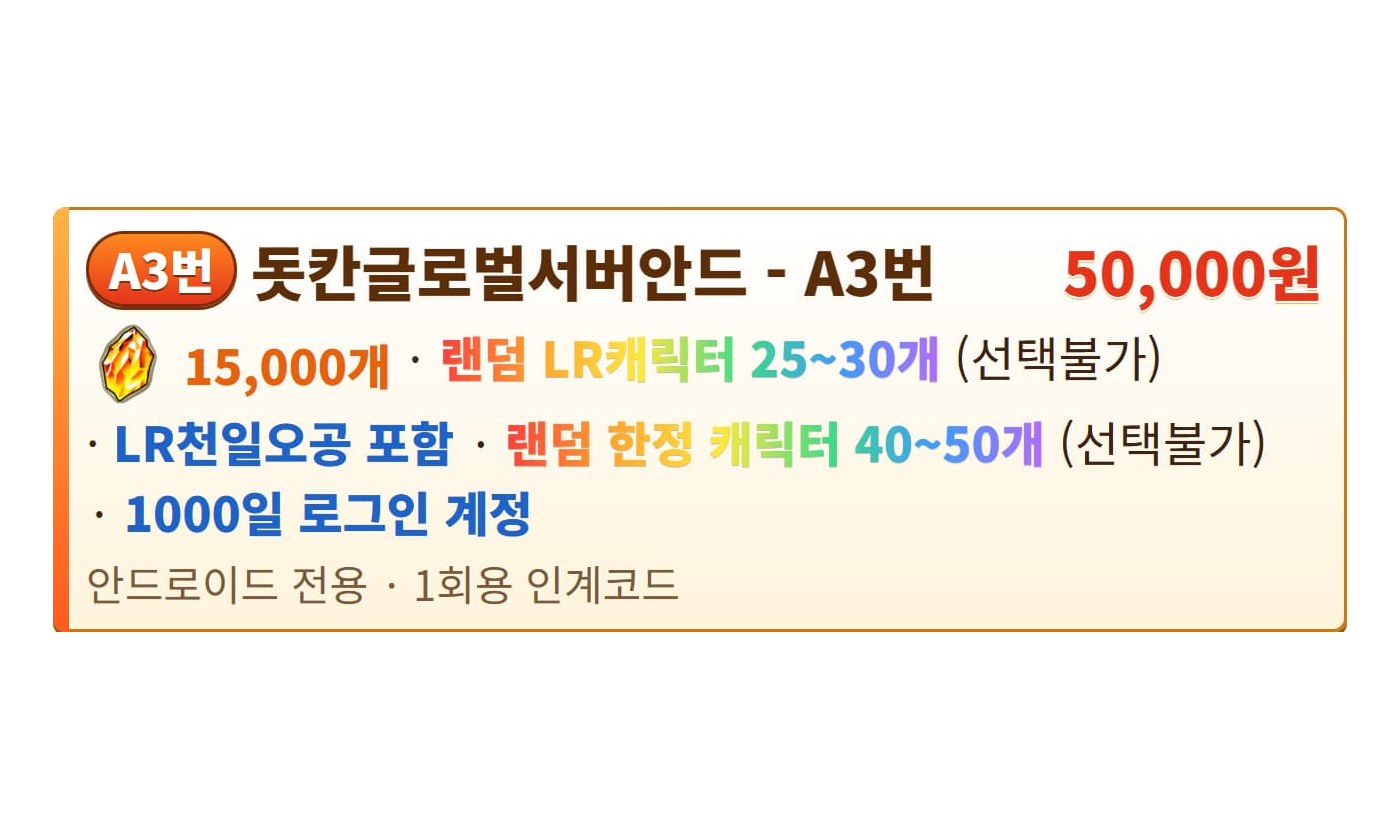 A3번 돗칸글로벌서버안드 - A3번 50,000원
15,000개 · 랜덤 LR캐릭터 25~30개 (선택불가)
· LR천일오공 포함 · 랜덤 한정 캐릭터 40~50개 (선택불가)
· 1000일 로그인 계정
안드로이드 전용 · 1회용 인계코드